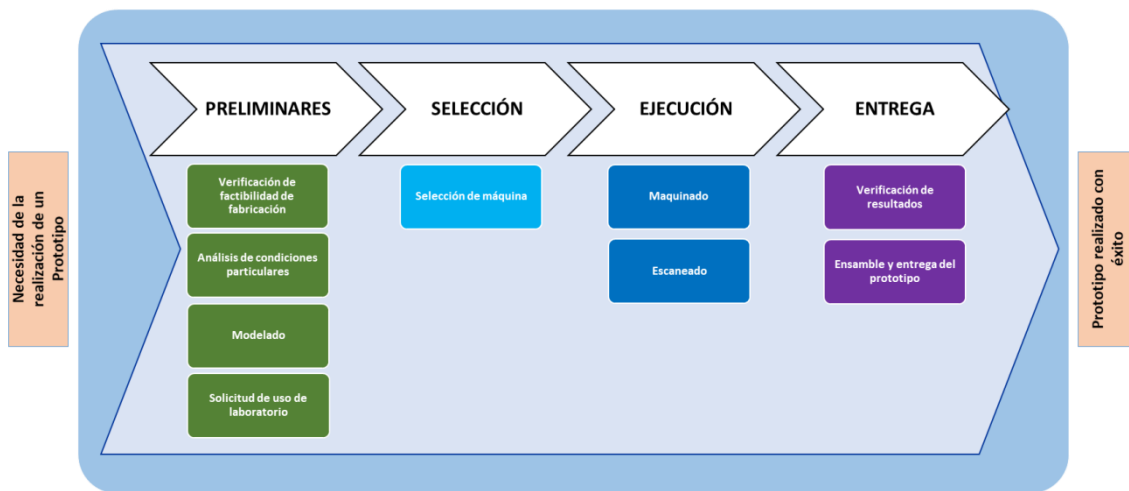 Necesidad de la
realización de un
Prototipo
PRELIMINARES
Verificación de
factibilidad de
fabricación
Análisis de condiciones
particulares
Modelado
Solicitud de uso de
laboratorio
SELECCIÓN
Selección de máquina
EJECUCIÓN
Maquinado
Escaneado
ENTREGA
Verificación de
resultados
Ensamble y entrega del
prototipo
Prototipo realizado con
éxito